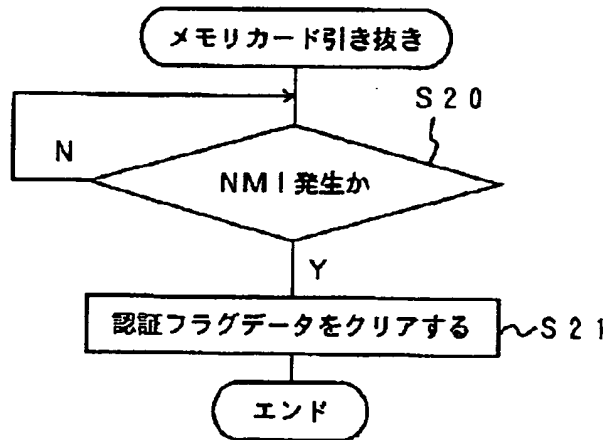 メモリカード引き抜き
S20
N
NMI発生か
Y
認証フラグデータをクリアする
S21
エンド